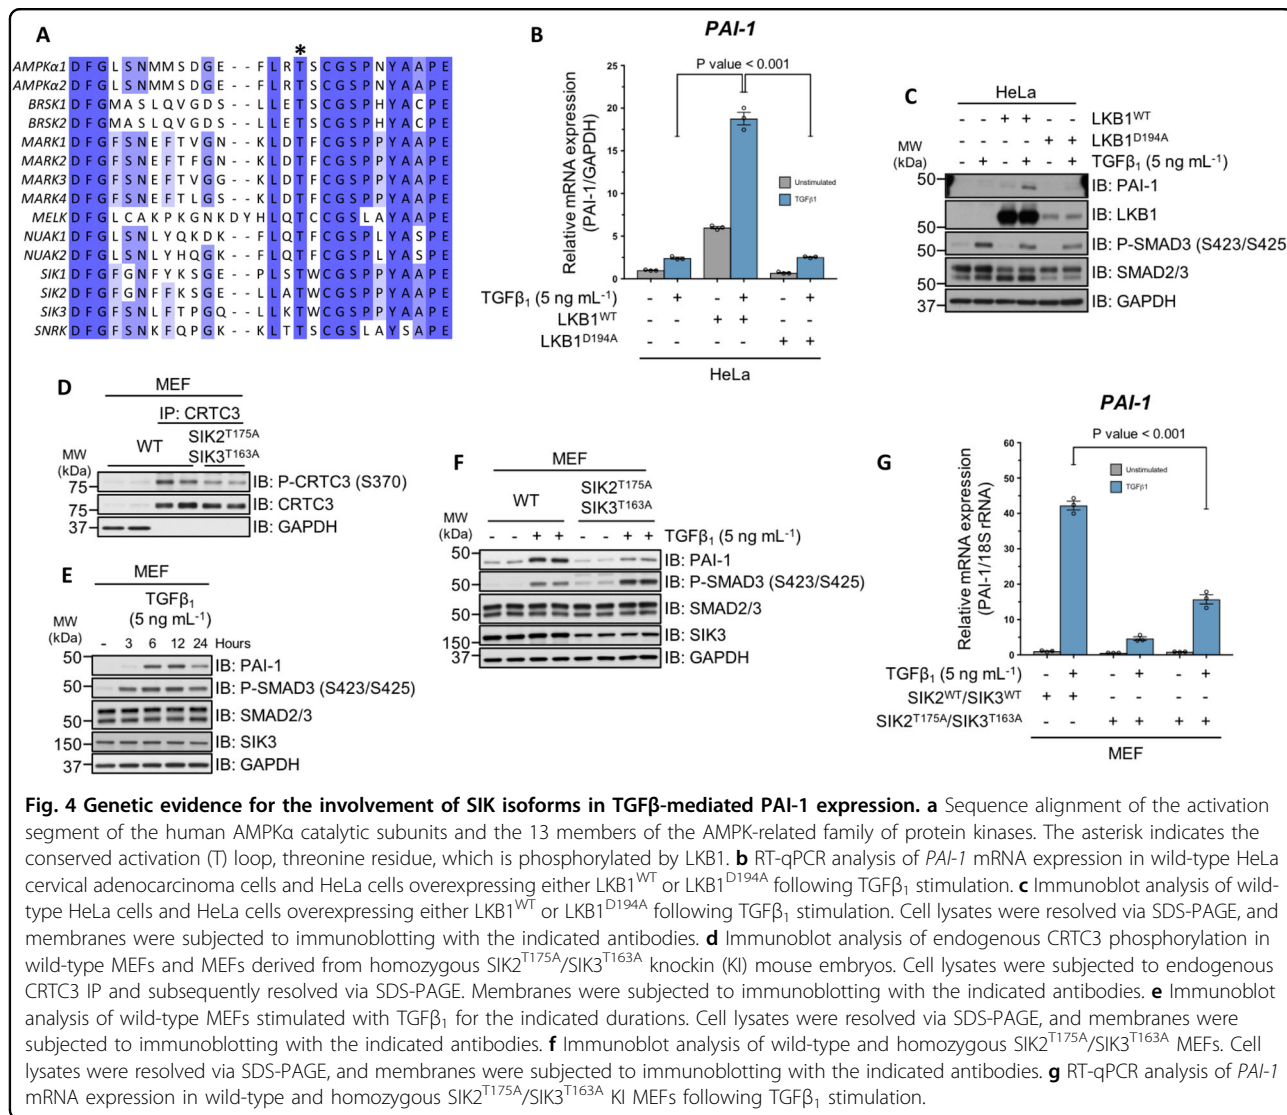 A
*
AMPKα1 D F G L S N M M S D G E - - F L R T S C G S P N Y A A P E
AMPKα2 D F G L S N M M S D G E - - F L R T S C G S P N Y A A P E
BRSK1 D F G M A S L Q V G D S - - L L E T S C G S P H Y A C P E
BRSK2 D F G M A S L Q V G D S - - L L E T S C G S P H Y A C P E
MARK1 D F G F S N E F T V G N - - K L D T F C G S P P Y A A P E
MARK2 D F G F S N E F T F G N - - K L D T F C G S P P Y A A P E
MARK3 D F G F S N E F T V G G - - K L D T F C G S P P Y A A P E
MARK4 D F G F S N E F T L G S - - K L D T F C G S P P Y A A P E
MELK D F G L C A K P K G N K D Y H L Q T C C G S L A Y A A P E
NUAK1 D F G L S N L Y Q K D K - - F L Q T F C G S P L Y A S P E
NUAK2 D F G L S N L Y H Q G K - - F L Q T F C G S P L Y A S P E
SIK1 D F G F G N F Y K S G E - - P L S T W C G S P P Y A A P E
SIK2 D F G F G N F F K S G E - - L L A T W C G S P P Y A A P E
SIK3 D F G F S N L F T P G Q - - L L K T W C G S P P Y A A P E
SNRK D F G F S N K F Q P G K - - K L T T S C G S L A Y S A P E
B
PAI-1
P value < 0.001
Relative mRNA expression
(PAI-1/GAPDH)
25
20
15
10
5
0
Unstimulated
TGFβ1
TGFβ₁ (5 ng mL⁻¹) - + - + - +
LKB1ᵂᵀ - - + + - -
LKB1ᴰ¹⁹⁴ᴬ - - - - + +
HeLa
C
HeLa
- - + + - - LKB1ᵂᵀ
- - - - + + LKB1ᴰ¹⁹⁴ᴬ
- + - + - + TGFβ₁ (5 ng mL⁻¹)
MW
(kDa)
50 IB: PAI-1
50 IB: LKB1
50 IB: P-SMAD3 (S423/S425
50 IB: SMAD2/3
37 IB: GAPDH
D
MEF
IP: CRTC3
WT
SIK2ᵀ¹⁷⁵ᴬ
SIK3ᵀ¹⁶³ᴬ
MW
(kDa)
75 IB: P-CRTC3 (S370)
75 IB: CRTC3
37 IB: GAPDH
E
MEF
TGFβ₁
(5 ng mL⁻¹)
MW
(kDa)
- 3 6 12 24 Hours
50 IB: PAI-1
50 IB: P-SMAD3 (S423/S425)
50 IB: SMAD2/3
150 IB: SIK3
37 IB: GAPDH
F
MEF
WT
SIK2ᵀ¹⁷⁵ᴬ
SIK3ᵀ¹⁶³ᴬ
MW
(kDa)
- - + + - - + + TGFβ₁ (5 ng mL⁻¹)
50 IB: PAI-1
50 IB: P-SMAD3 (S423/S425)
50 IB: SMAD2/3
150 IB: SIK3
37 IB: GAPDH
G
PAI-1
P value < 0.001
Relative mRNA expression
(PAI-1/18S rRNA)
60
50
40
30
20
10
0
Unstimulated
TGFβ1
TGFβ₁ (5 ng mL⁻¹) - + - + - +
SIK2ᵂᵀ/SIK3ᵂᵀ + + - - - -
SIK2ᵀ¹⁷⁵ᴬ/SIK3ᵀ¹⁶³ᴬ - - + + + +
MEF
Fig. 4 Genetic evidence for the involvement of SIK isoforms in TGFβ-mediated PAI-1 expression. a Sequence alignment of the activation
segment of the human AMPKα catalytic subunits and the 13 members of the AMPK-related family of protein kinases. The asterisk indicates the
conserved activation (T) loop, threonine residue, which is phosphorylated by LKB1. b RT-qPCR analysis of PAI-1 mRNA expression in wild-type HeLa
cervical adenocarcinoma cells and HeLa cells overexpressing either LKB1ᵂᵀ or LKB1ᴰ¹⁹⁴ᴬ following TGFβ₁ stimulation. c Immunoblot analysis of wild-
type HeLa cells and HeLa cells overexpressing either LKB1ᵂᵀ or LKB1ᴰ¹⁹⁴ᴬ following TGFβ₁ stimulation. Cell lysates were resolved via SDS-PAGE, and
membranes were subjected to immunoblotting with the indicated antibodies. d Immunoblot analysis of endogenous CRTC3 phosphorylation in
wild-type MEFs and MEFs derived from homozygous SIK2ᵀ¹⁷⁵ᴬ/SIK3ᵀ¹⁶³ᴬ knockin (KI) mouse embryos. Cell lysates were subjected to endogenous
CRTC3 IP and subsequently resolved via SDS-PAGE. Membranes were subjected to immunoblotting with the indicated antibodies. e Immunoblot
analysis of wild-type MEFs stimulated with TGFβ₁ for the indicated durations. Cell lysates were resolved via SDS-PAGE, and membranes were
subjected to immunoblotting with the indicated antibodies. f Immunoblot analysis of wild-type and homozygous SIK2ᵀ¹⁷⁵ᴬ/SIK3ᵀ¹⁶³ᴬ MEFs. Cell
lysates were resolved via SDS-PAGE, and membranes were subjected to immunoblotting with the indicated antibodies. g RT-qPCR analysis of PAI-1
mRNA expression in wild-type and homozygous SIK2ᵀ¹⁷⁵ᴬ/SIK3ᵀ¹⁶³ᴬ KI MEFs following TGFβ₁ stimulation.